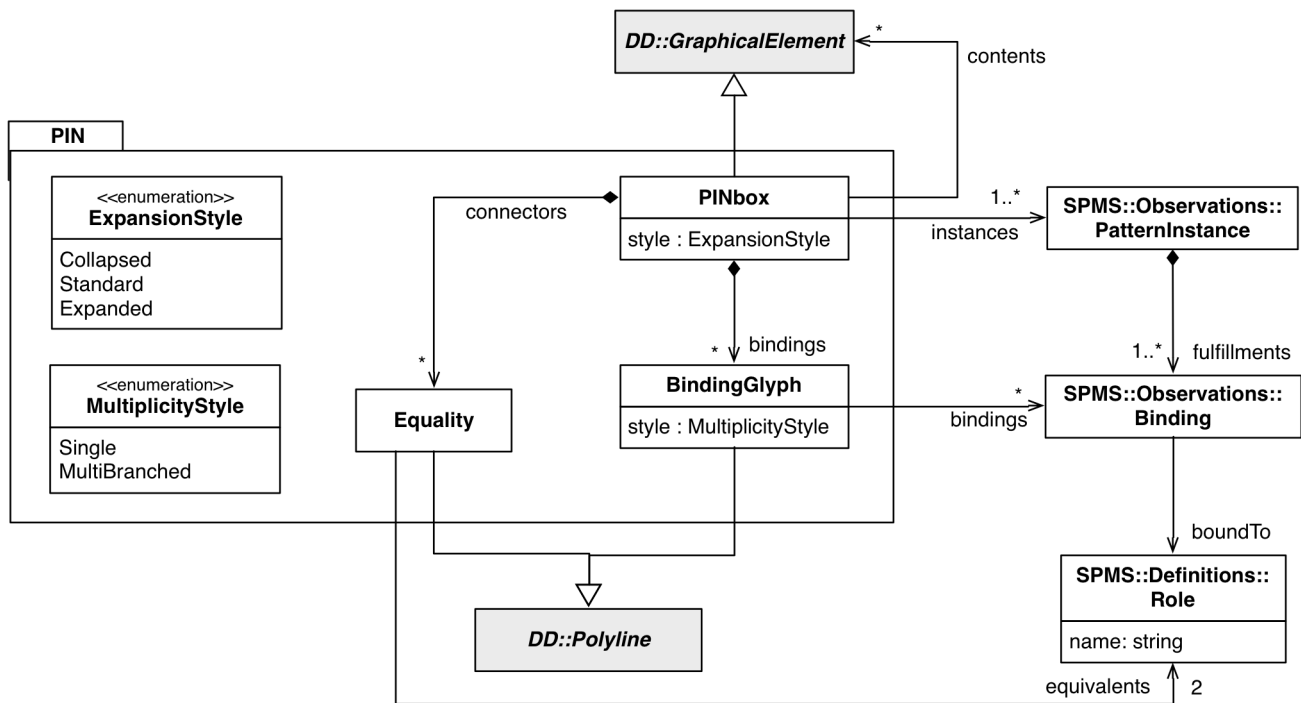 DD::GraphicalElement
*
contents
PIN
<<enumeration>>
ExpansionStyle
Collapsed
Standard
Expanded
connectors
PINbox
style : ExpansionStyle
1..*
instances
SPMS::Observations::
PatternInstance
*
* bindings
1..* fulfillments
<<enumeration>>
MultiplicityStyle
Single
MultiBranched
Equality
BindingGlyph
style : MultiplicityStyle
*
bindings
SPMS::Observations::
Binding
boundTo
SPMS::Definitions::
Role
name: string
DD::Polyline
equivalents 2